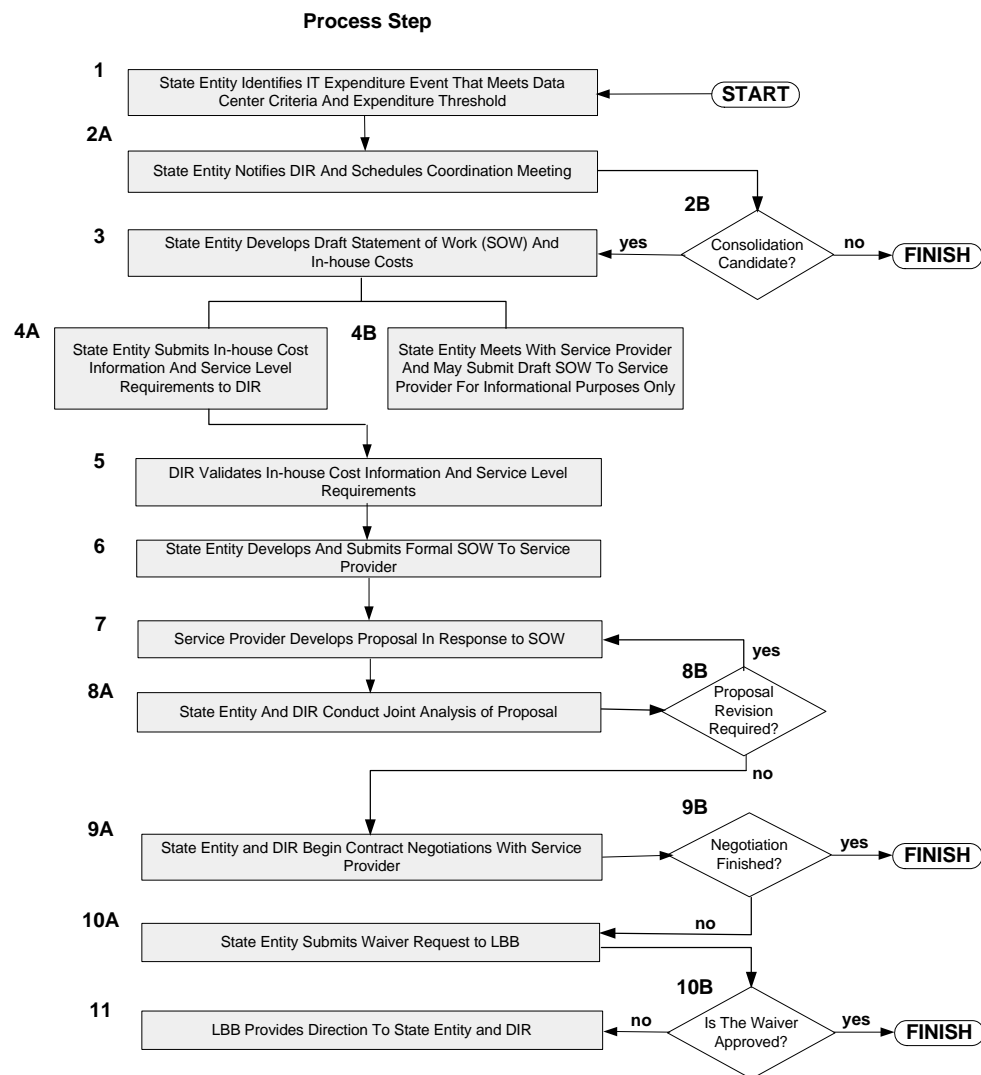 Process Step
1
State Entity Identifies IT Expenditure Event That Meets Data
Center Criteria And Expenditure Threshold
START
2A
State Entity Notifies DIR And Schedules Coordination Meeting
2B
Consolidation
Candidate?
yes
no
FINISH
3
State Entity Develops Draft Statement of Work (SOW) And
In-house Costs
4A
State Entity Submits In-house Cost
Information And Service Level
Requirements to DIR
4B
State Entity Meets With Service Provider
And May Submit Draft SOW To Service
Provider For Informational Purposes Only
5
DIR Validates In-house Cost Information And Service Level
Requirements
6
State Entity Develops And Submits Formal SOW To Service
Provider
7
Service Provider Develops Proposal In Response to SOW
yes
8A
State Entity And DIR Conduct Joint Analysis of Proposal
8B
Proposal
Revision
Required?
no
9A
State Entity and DIR Begin Contract Negotiations With Service
Provider
9B
Negotiation
Finished?
yes
FINISH
no
10A
State Entity Submits Waiver Request to LBB
10B
Is The Waiver
Approved?
yes
FINISH
no
11
LBB Provides Direction To State Entity and DIR